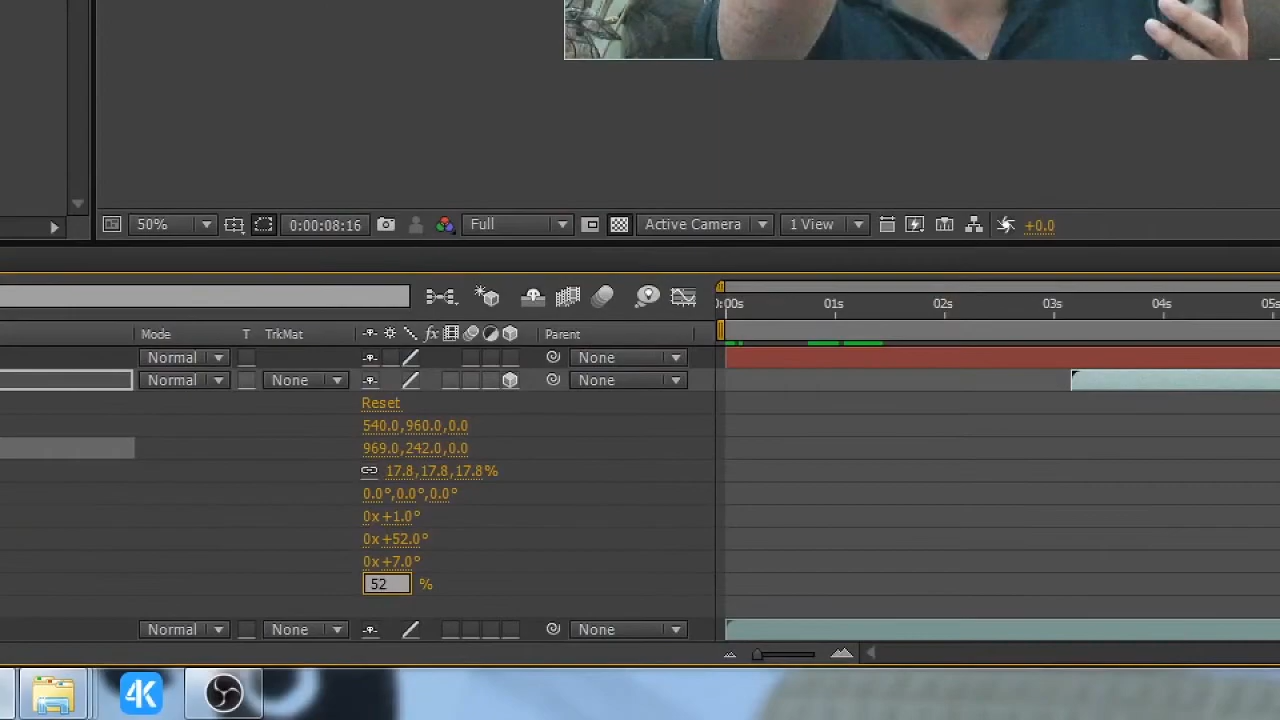 50% 0:00:08:16 Full Active Camera 1 View +0.0
0:00s 01s 02s 03s 04s 05s
Mode T TrkMat fx Parent
Normal None
Normal None None
Reset
540.0,960.0,0.0
969.0,242.0,0.0
17.8,17.8,17.8%
0.0°,0.0°,0.0°
0x+1.0°
0x+52.0°
0x+7.0°
52 %
Normal None None
4K